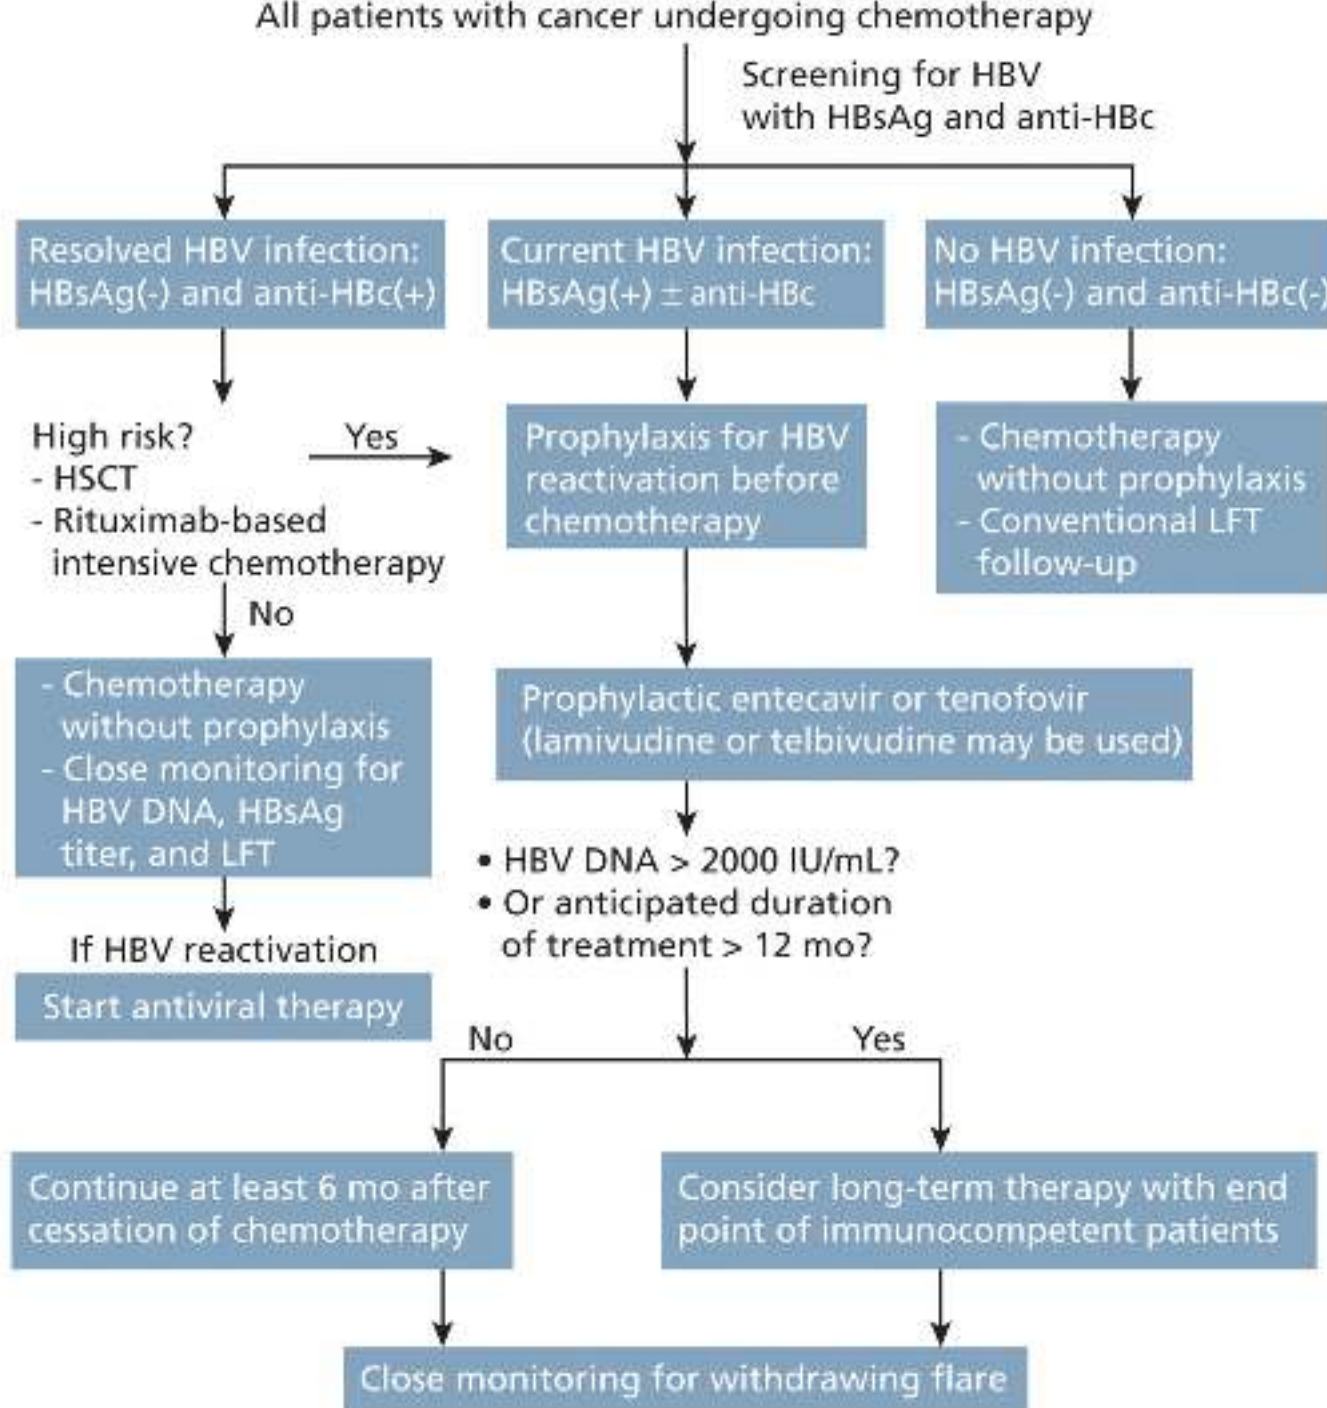 All patients with cancer undergoing chemotherapy
Screening for HBV
with HBsAg and anti-HBc
Resolved HBV infection:
HBsAg(-) and anti-HBc(+)
Current HBV infection:
HBsAg(+) ± anti-HBc
No HBV infection:
HBsAg(-) and anti-HBc(-)
High risk?
- HSCT
- Rituximab-based
intensive chemotherapy
Yes
Prophylaxis for HBV
reactivation before
chemotherapy
- Chemotherapy
without prophylaxis
- Conventional LFT
follow-up
No
- Chemotherapy
without prophylaxis
- Close monitoring for
HBV DNA, HBsAg
titer, and LFT
Prophylactic entecavir or tenofovir
(lamivudine or telbivudine may be used)
• HBV DNA > 2000 IU/mL?
• Or anticipated duration
of treatment > 12 mo?
If HBV reactivation
Start antiviral therapy
No
Yes
Continue at least 6 mo after
cessation of chemotherapy
Consider long-term therapy with end
point of immunocompetent patients
Close monitoring for withdrawing flare